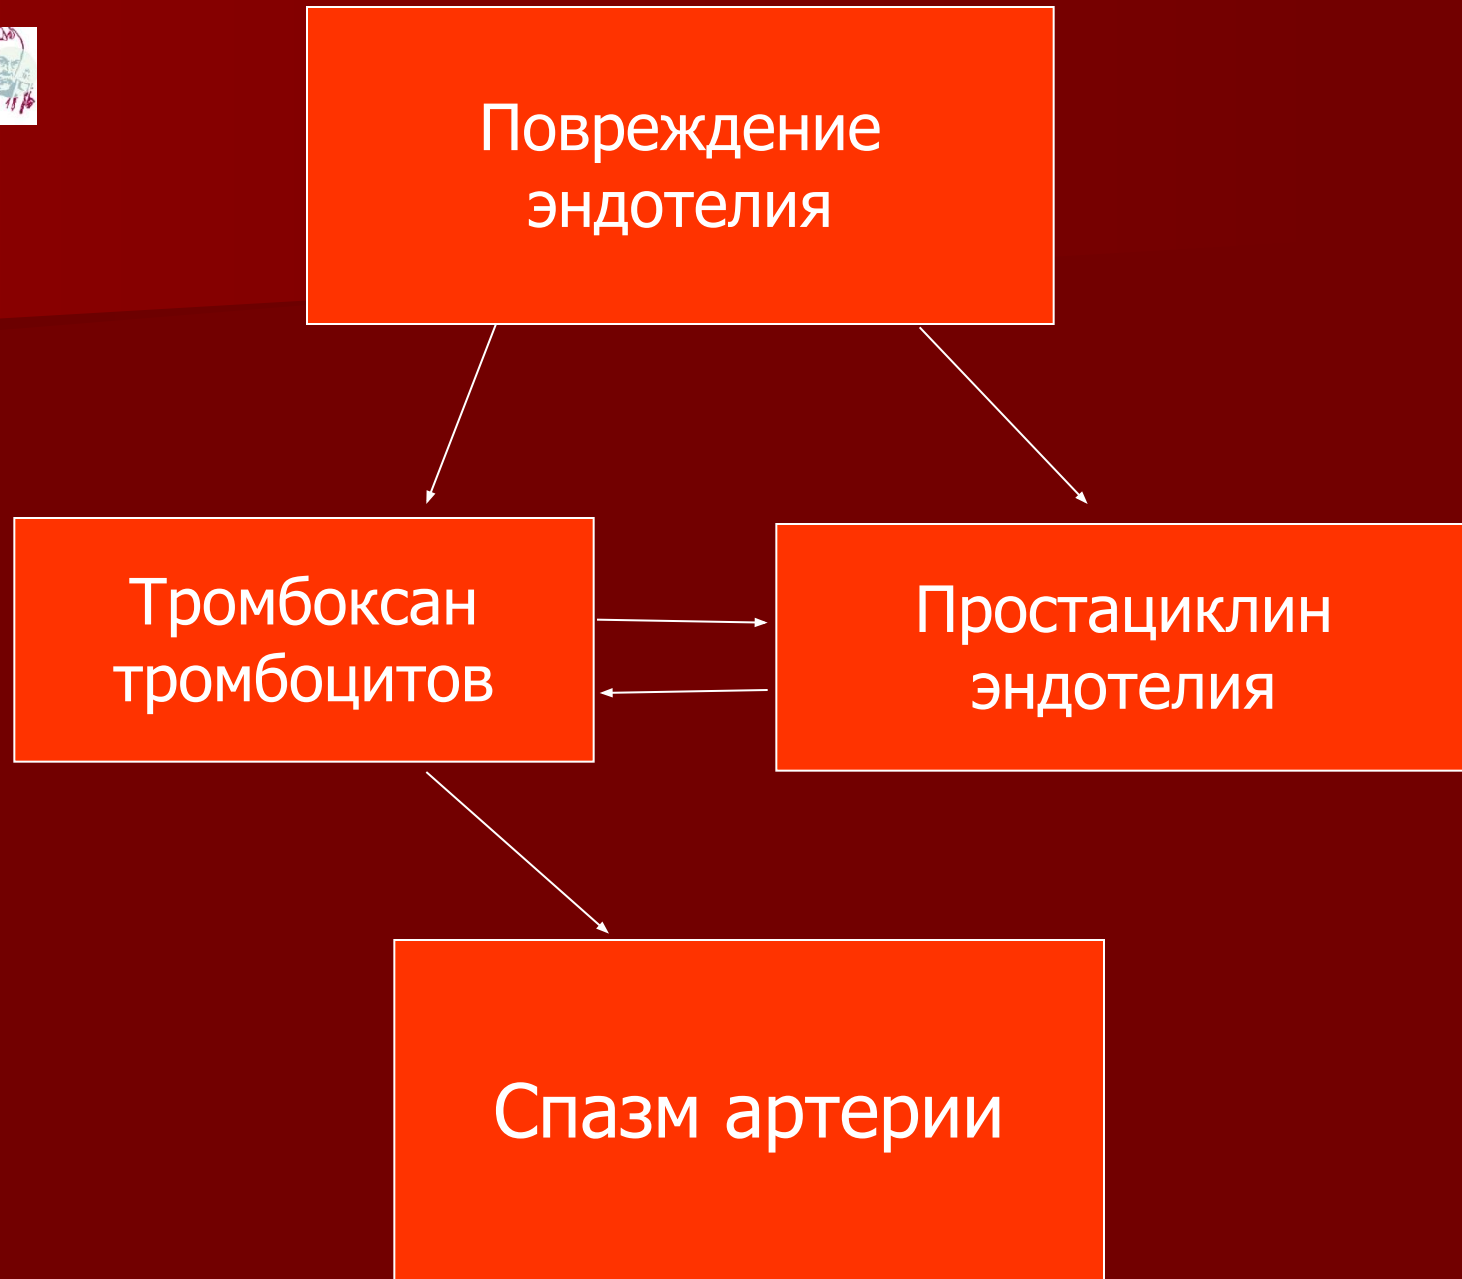 Повреждение
эндотелия
Тромбоксан
тромбоцитов
Простациклин
эндотелия
Спазм артерии